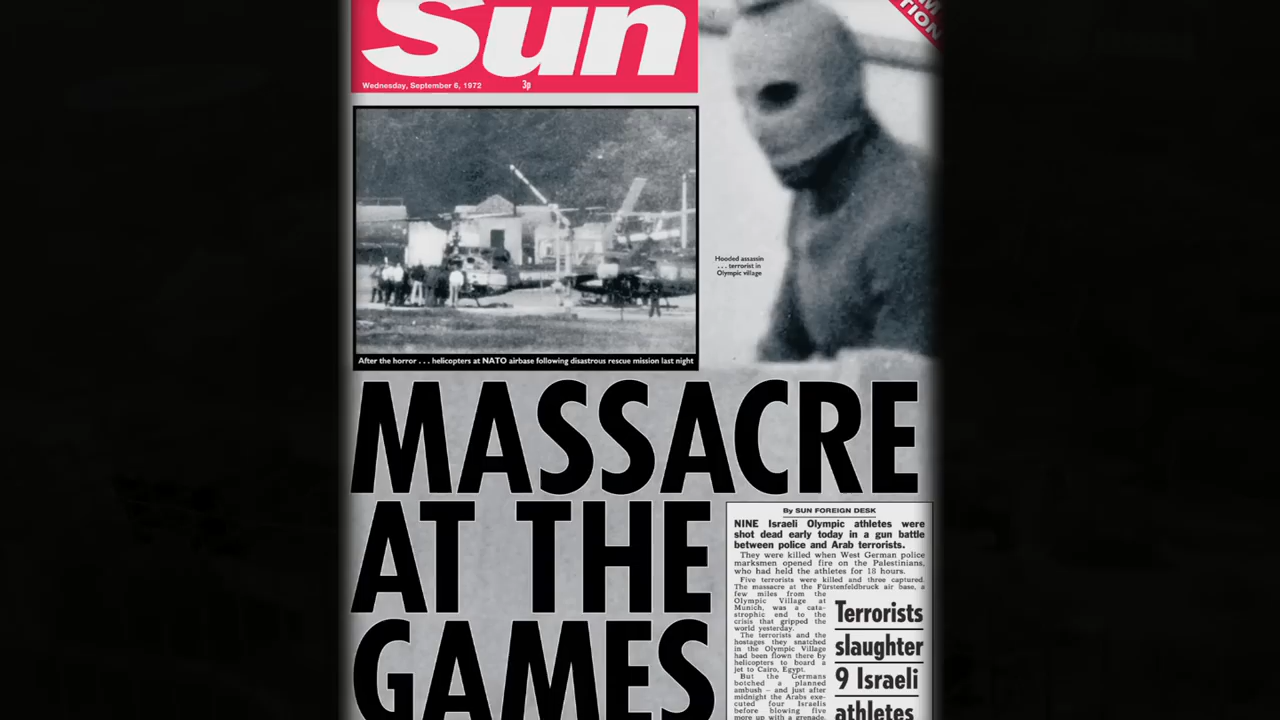 Sun
Wednesday, September 6, 1972
3p
TION
Hooded assassin
. . . terrorist in
Olympic village
After the horror . . . helicopters at NATO airbase following disastrous rescue mission last night
MASSACRE
AT THE
GAMES
By SUN FOREIGN DESK
NINE Israeli Olympic athletes were
shot dead early today in a gun battle
between police and Arab terrorists.
They were killed when West German police
marksmen opened fire on the Palestinians,
who had held the athletes for 18 hours.
Five terrorists were killed and three captured.
The massacre at the Fürstenfeldbruck air base, a
few miles from the
Olympic Village at
Munich, was a cata-
strophic end to the
crisis that gripped the
world yesterday.
The terrorists and the
hostages they snatched
in the Olympic Village
had been flown there by
helicopters to board a
jet to Cairo, Egypt.
But the Germans
botched a planned
ambush – and just after
midnight the Arabs exe-
cuted four Israelis
before blowing five
more up with a grenade.
Terrorists
slaughter
9 Israeli
athletes